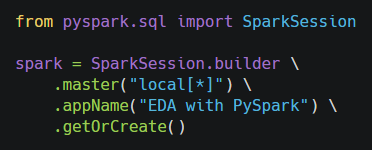 from pyspark.sql import SparkSession

spark = SparkSession.builder \
    .master("local[*]") \
    .appName("EDA with PySpark") \
    .getOrCreate()